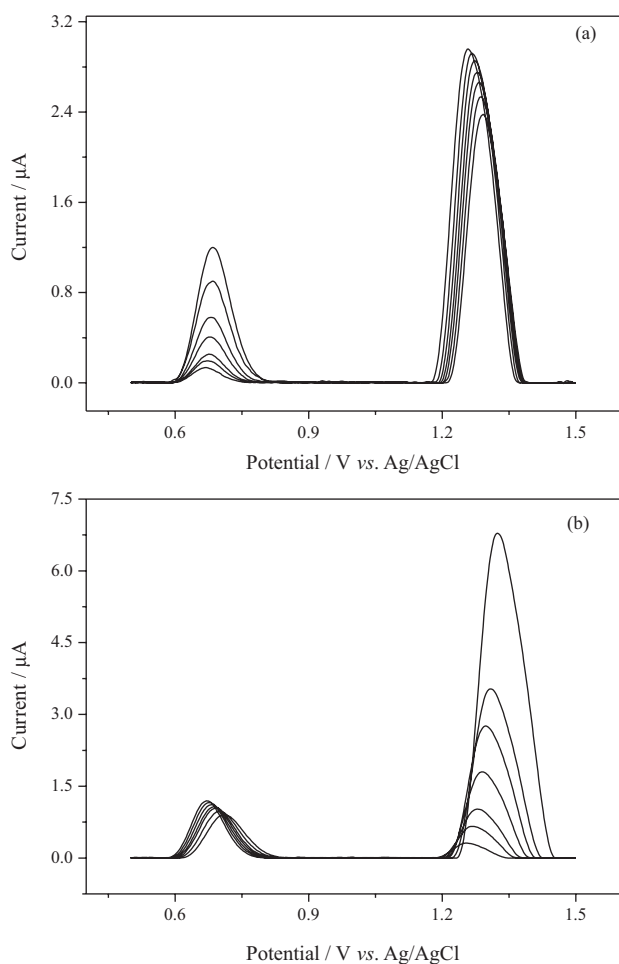 (a)
3.2
2.4
1.6
0.8
0.0
Current / µA
0.6 0.9 1.2 1.5
Potential / V vs. Ag/AgCl
(b)
7.5
6.0
4.5
3.0
1.5
0.0
Current / µA
0.6 0.9 1.2 1.5
Potential / V vs. Ag/AgCl